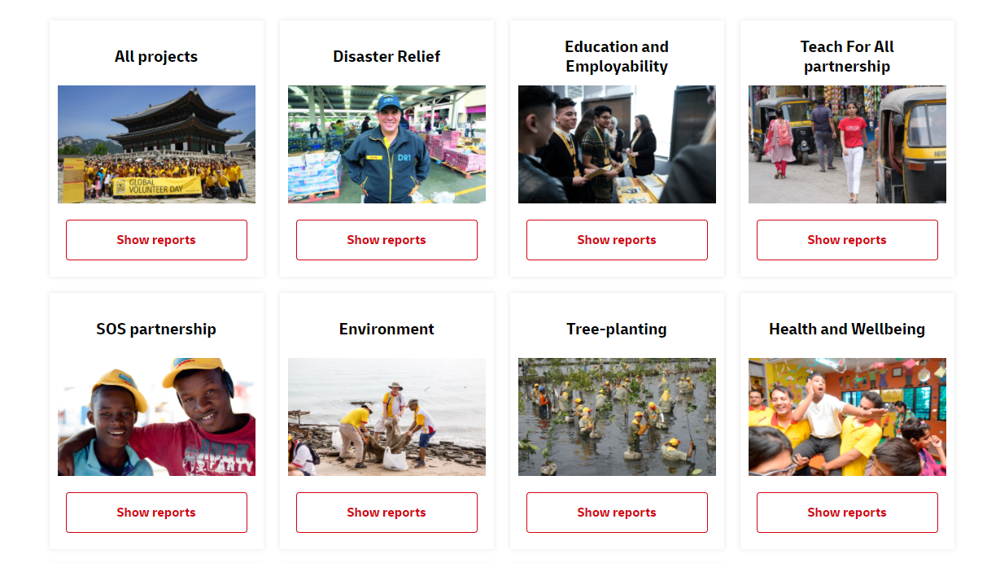 All projects
Disaster Relief
Education and
Employability
Teach For All
partnership
GLOBAL
VOLUNTEER DAY
DRT
DRT
Show reports
Show reports
Show reports
Show reports
SOS partnership
Environment
Tree-planting
Health and Wellbeing
PARTY
Show reports
Show reports
Show reports
Show reports